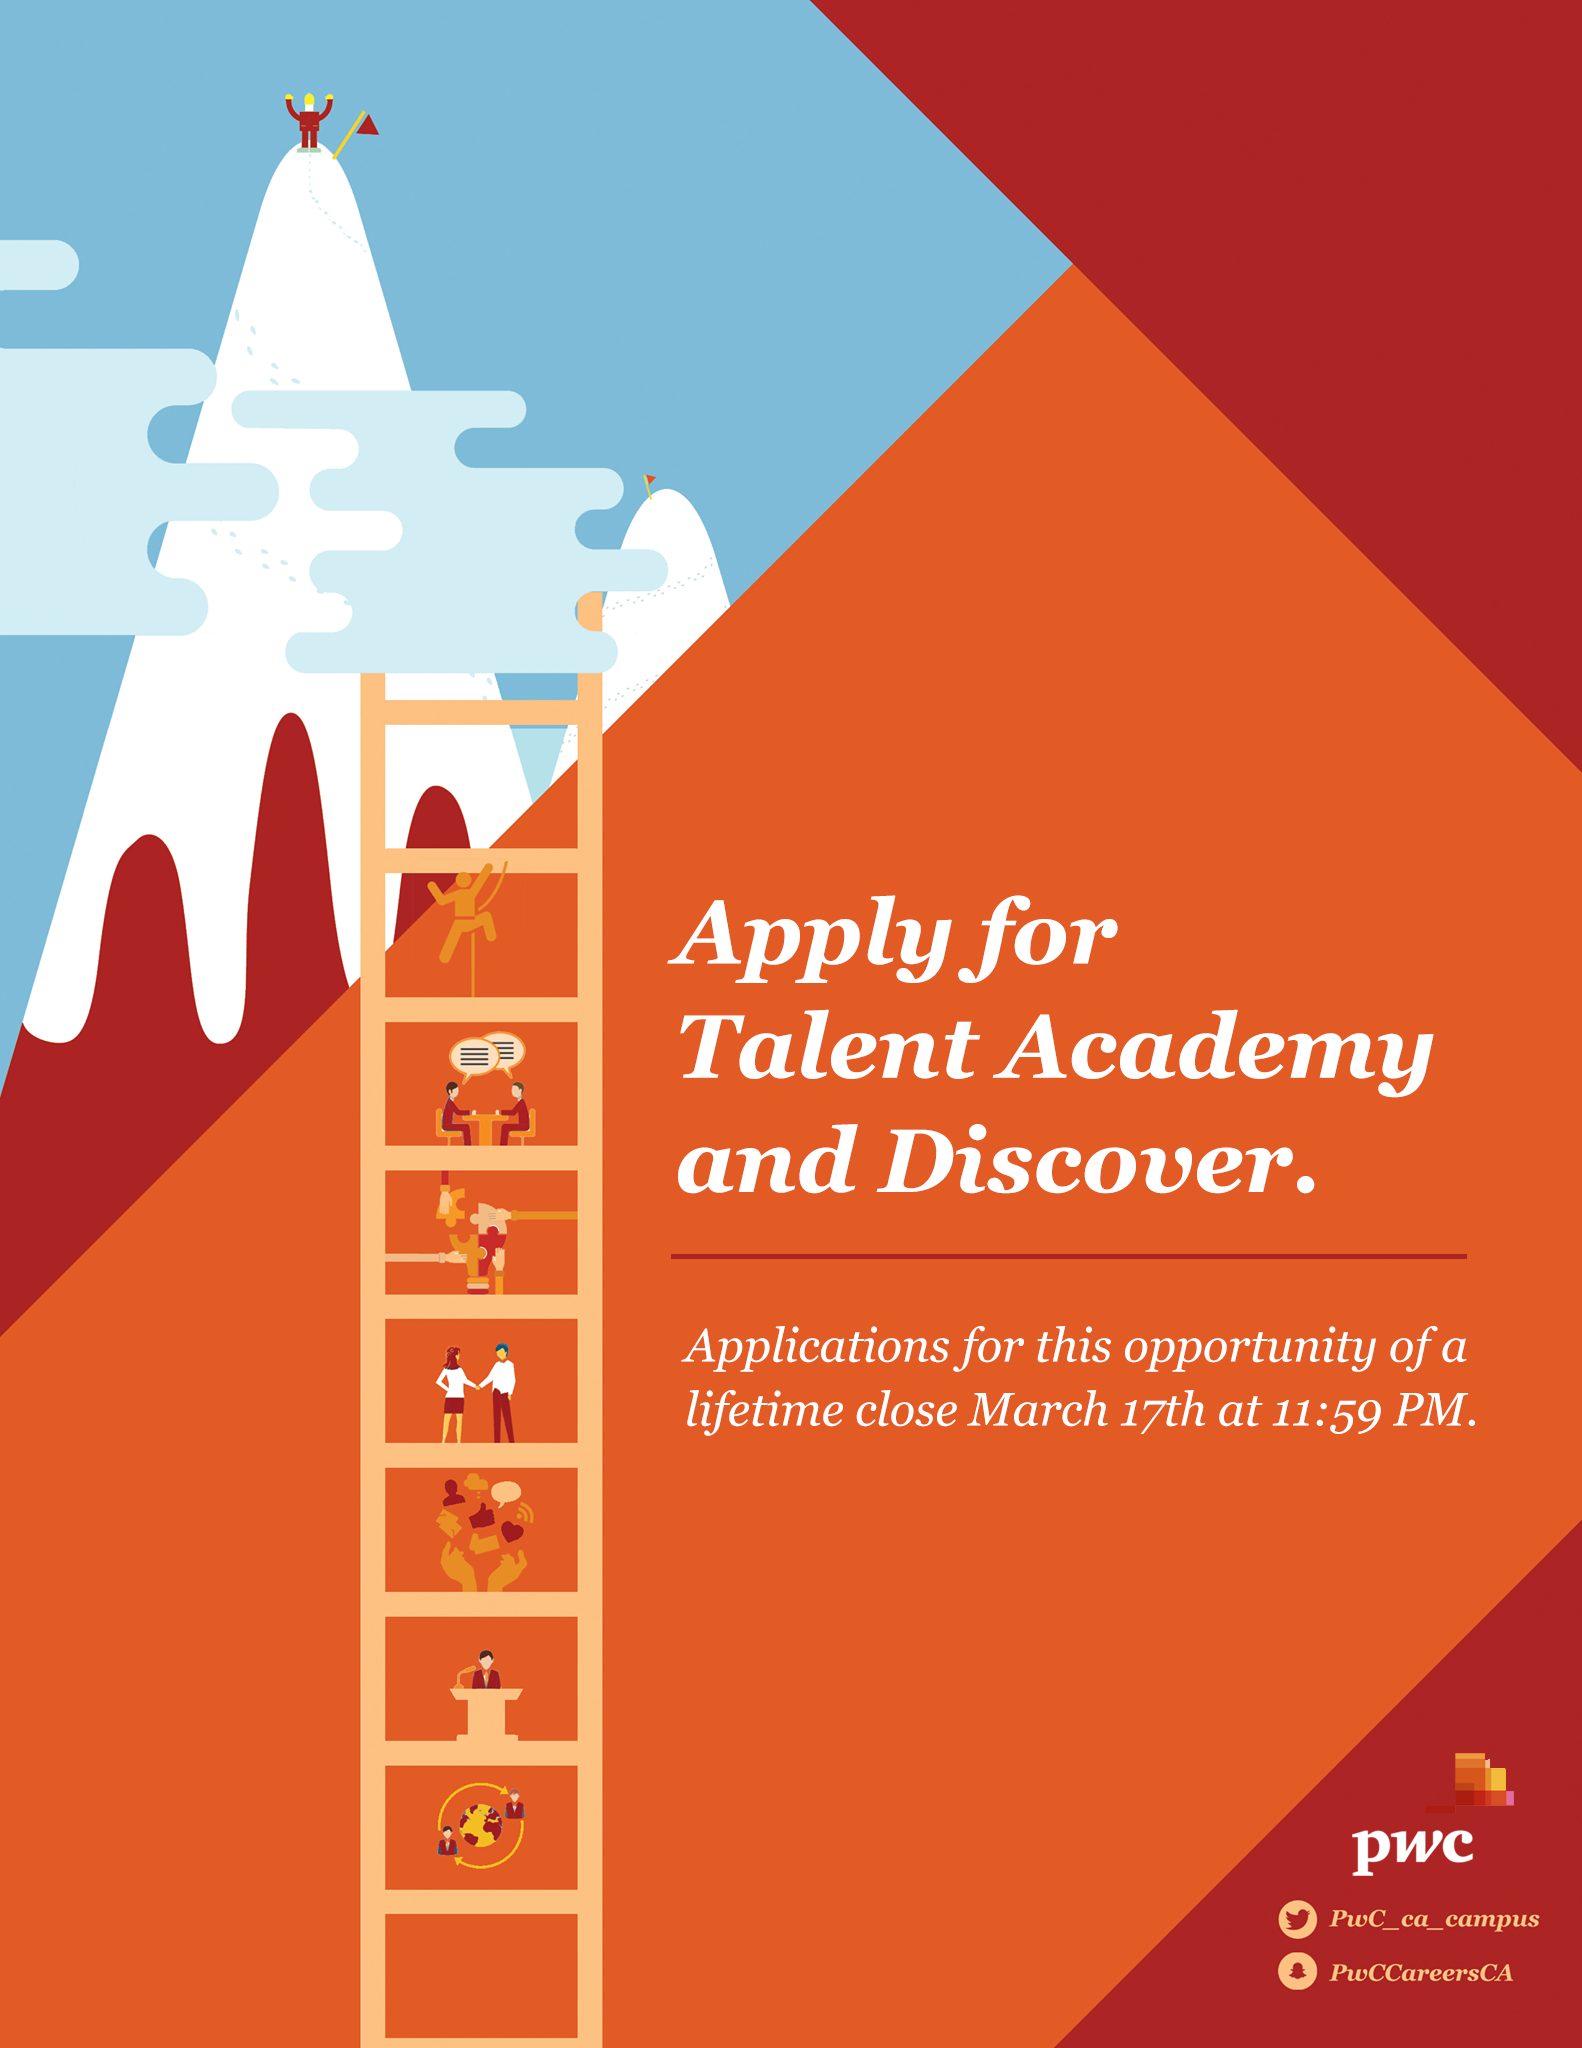 Apply for
Talent Academy
and Discover.
Applications for this opportunity of a
lifetime close March 17th at 11:59 PM.
pwc
PwC_ca_campus
PwCCareersCA